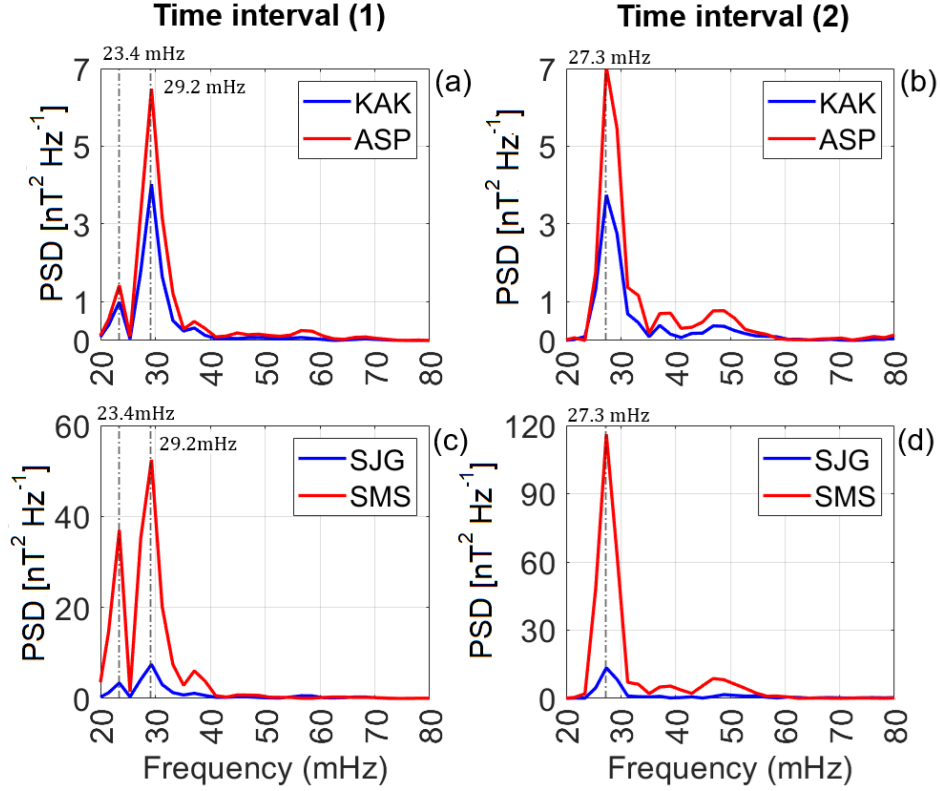 Time interval (1)
Time interval (2)
23.4 mHz
29.2 mHz
(a)
KAK
ASP
PSD [nT² Hz⁻¹]
7
5
3
1
0
20
30
40
50
60
70
80
27.3 mHz
(b)
KAK
ASP
PSD [nT² Hz⁻¹]
7
5
3
1
0
20
30
40
50
60
70
80
23.4mHz
29.2mHz
(c)
SJG
SMS
PSD [nT² Hz⁻¹]
60
40
20
0
20
30
40
50
60
70
80
Frequency (mHz)
27.3 mHz
(d)
SJG
SMS
PSD [nT² Hz⁻¹]
120
90
60
30
0
20
30
40
50
60
70
80
Frequency (mHz)